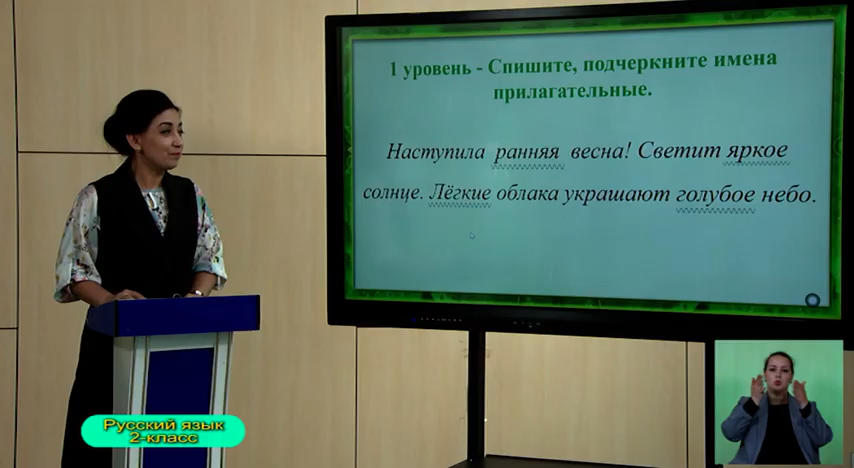 1 уровень - Спишите, подчеркните имена
прилагательные.
Наступила ранняя весна! Светит яркое
солнце. Лёгкие облака украшают голубое небо.
Русский язык
2-класс